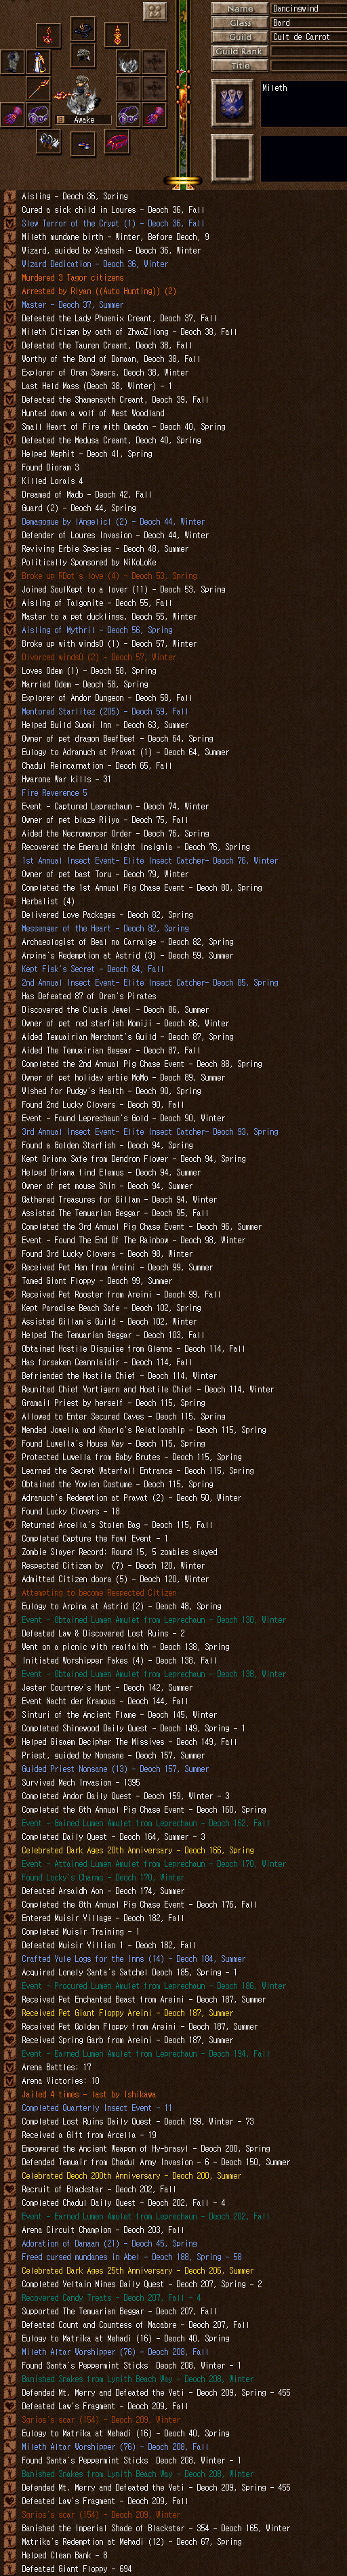 Name Dancingwind
Class Bard
Guild Cult de Carrot
Guild Rank
Title
Mileth
Awake
Aisling - Deoch 36, Spring
Cured a sick child in Loures - Deoch 36, Fall
Slew Terror of the Crypt (1) - Deoch 36, Fall
Mileth mundane birth - Winter, Before Deoch, 9
Wizard, guided by Xaghash - Deoch 36, Winter
Wizard Dedication - Deoch 36, Winter
Murdered 3 Tagor citizens
Arrested by Riyan ((Auto Hunting)) (2)
Master - Deoch 37, Summer
Defeated the Lady Phoenix Creant, Deoch 37, Fall
Mileth Citizen by oath of ZhaoZilong - Deoch 38, Fall
Defeated the Tauren Creant, Deoch 38, Fall
Worthy of the Band of Danaan, Deoch 38, Fall
Explorer of Oren Sewers, Deoch 38, Winter
Last Held Mass (Deoch 38, Winter) - 1
Defeated the Shamensyth Creant, Deoch 39, Fall
Hunted down a wolf of West Woodland
Small Heart of Fire with Omedon - Deoch 40, Spring
Defeated the Medusa Creant, Deoch 40, Spring
Helped Mephit - Deoch 41, Spring
Found Dioram 3
Killed Lorais 4
Dreamed of Madb - Deoch 42, Fall
Guard (2) - Deoch 44, Spring
Demagogue by lAngelicl (2) - Deoch 44, Winter
Defender of Loures Invasion - Deoch 44, Winter
Reviving Erbie Species - Deoch 48, Summer
Politically Sponsored by NiKoLoKe
Broke up RDot's love (4) - Deoch 53, Spring
Joined SoulKept to a lover (11) - Deoch 53, Spring
Aisling of Talgonite - Deoch 55, Fall
Master to a pet ducklings, Deoch 55, Winter
Aisling of Mythril - Deoch 56, Spring
Broke up with windsO (1) - Deoch 57, Winter
Divorced windsO (2) - Deoch 57, Winter
Loves Odem (1) - Deoch 58, Spring
Married Odem - Deoch 58, Spring
Explorer of Andor Dungeon - Deoch 58, Fall
Mentored Starlitez (205) - Deoch 59, Fall
Helped Build Suomi Inn - Deoch 63, Summer
Owner of pet dragon BeefBeef - Deoch 64, Spring
Eulogy to Adranuch at Pravat (1) - Deoch 64, Summer
Chadul Reincarnation - Deoch 65, Fall
Hwarone War kills - 31
Fire Reverence 5
Event - Captured Leprechaun - Deoch 74, Winter
Owner of pet blaze Riiya - Deoch 75, Fall
Aided the Necromancer Order - Deoch 76, Spring
Recovered the Emerald Knight Insignia - Deoch 76, Spring
1st Annual Insect Event- Elite Insect Catcher- Deoch 76, Winter
Owner of pet bast Toru - Deoch 79, Winter
Completed the 1st Annual Pig Chase Event - Deoch 80, Spring
Herbalist (4)
Delivered Love Packages - Deoch 82, Spring
Messenger of the Heart - Deoch 82, Spring
Archaeologist of Beal na Carraige - Deoch 82, Spring
Arpina's Redemption at Astrid (3) - Deoch 59, Summer
Kept Fisk's Secret - Deoch 84, Fall
2nd Annual Insect Event- Elite Insect Catcher- Deoch 85, Spring
Has Defeated 87 of Oren's Pirates
Discovered the Cluais Jewel - Deoch 86, Summer
Owner of pet red starfish Momiji - Deoch 86, Winter
Aided Temuairian Merchant's Guild - Deoch 87, Spring
Aided The Temuairian Beggar - Deoch 87, Fall
Completed the 2nd Annual Pig Chase Event - Deoch 88, Spring
Owner of pet holiday erbie MoMo - Deoch 89, Summer
Wished for Pudgy's Health - Deoch 90, Spring
Found 2nd Lucky Clovers - Deoch 90, Fall
Event - Found Leprechaun's Gold - Deoch 90, Winter
3rd Annual Insect Event- Elite Insect Catcher- Deoch 93, Spring
Found a Golden Starfish - Deoch 94, Spring
Kept Oriana Safe from Dendron Flower - Deoch 94, Spring
Helped Oriana find Elemus - Deoch 94, Summer
Owner of pet mouse Shin - Deoch 94, Summer
Gathered Treasures for Gillam - Deoch 94, Winter
Assisted The Temuarian Beggar - Deoch 95, Fall
Completed the 3rd Annual Pig Chase Event - Deoch 96, Summer
Event - Found The End Of The Rainbow - Deoch 98, Winter
Found 3rd Lucky Clovers - Deoch 98, Winter
Received Pet Hen from Areini - Deoch 99, Summer
Tamed Giant Floppy - Deoch 99, Summer
Received Pet Rooster from Areini - Deoch 99, Fall
Kept Paradise Beach Safe - Deoch 102, Spring
Assisted Gillam's Guild - Deoch 102, Winter
Helped The Temuarian Beggar - Deoch 103, Fall
Obtained Hostile Disguise from Glenna - Deoch 114, Fall
Has forsaken Ceannlaidir - Deoch 114, Fall
Befriended the Hostile Chief - Deoch 114, Winter
Reunited Chief Vortigern and Hostile Chief - Deoch 114, Winter
Gramail Priest by herself - Deoch 115, Spring
Allowed to Enter Secured Caves - Deoch 115, Spring
Mended Jowella and Kharlo's Relationship - Deoch 115, Spring
Found Luwella's House Key - Deoch 115, Spring
Protected Luvella from Baby Brutes - Deoch 115, Spring
Learned the Secret Waterfall Entrance - Deoch 115, Spring
Obtained the Yowien Costume - Deoch 115, Spring
Adranuch's Redemption at Pravat (2) - Deoch 50, Winter
Found Lucky Clovers - 18
Returned Arcella's Stolen Bag - Deoch 115, Fall
Completed Capture the Fowl Event - 1
Zombie Slayer Record: Round 15, 5 zombies slayed
Respected Citizen by  (7) - Deoch 120, Winter
Admitted Citizen doora (5) - Deoch 120, Winter
Attempting to become Respected Citizen
Eulogy to Arpina at Astrid (2) - Deoch 48, Spring
Event - Obtained Lumen Amulet from Leprechaun - Deoch 130, Winter
Defeated Law & Discovered Lost Ruins - 2
Went on a picnic with realfaith - Deoch 138, Spring
Initiated Worshipper Fakes (4) - Deoch 138, Fall
Event - Obtained Lumen Amulet from Leprechaun - Deoch 138, Winter
Jester Courtney's Hunt - Deoch 142, Summer
Event Nacht der Krampus - Deoch 144, Fall
Sinturi of the Ancient Flame - Deoch 145, Winter
Completed Shinewood Daily Quest - Deoch 149, Spring - 1
Helped Gisaem Decipher The Missives - Deoch 149, Fall
Priest, guided by Nonsane - Deoch 157, Summer
Guided Priest Nonsane (13) - Deoch 157, Summer
Survived Mech Invasion - 1395
Completed Andor Daily Quest - Deoch 159, Winter - 3
Completed the 6th Annual Pig Chase Event - Deoch 160, Spring
Event - Gained Lumen Amulet from Leprechaun - Deoch 162, Fall
Completed Daily Quest - Deoch 164, Summer - 3
Celebrated Dark Ages 20th Anniversary - Deoch 166, Spring
Event - Attained Lumen Amulet from Leprechaun - Deoch 170, Winter
Found Locky's Charms - Deoch 170, Winter
Defeated Arsaidh Aon - Deoch 174, Summer
Completed the 8th Annual Pig Chase Event - Deoch 176, Fall
Entered Muisir Village - Deoch 182, Fall
Completed Muisir Training - 1
Defeated Muisir Villian 1 - Deoch 182, Fall
Crafted Yule Logs for the Inns (14) - Deoch 184, Summer
Acquired Lonely Santa's Satchel Deoch 185, Spring - 1
Event - Procured Lumen Amulet from Leprechaun - Deoch 186, Winter
Received Pet Enchanted Beast from Areini - Deoch 187, Summer
Received Pet Giant Floppy Areini - Deoch 187, Summer
Received Pet Golden Floppy from Areini - Deoch 187, Summer
Received Spring Garb from Areini - Deoch 187, Summer
Event - Earned Lumen Amulet from Leprechaun - Deoch 194, Fall
Arena Battles: 17
Arena Victories: 10
Jailed 4 times - last by Ishikawa
Completed Quarterly Insect Event - 11
Completed Lost Ruins Daily Quest - Deoch 199, Winter - 73
Received a Gift from Arcella - 19
Empowered the Ancient Weapon of Hy-brasyl - Deoch 200, Spring
Defended Temuair from Chadul Army Invasion - 6 - Deoch 150, Summer
Celebrated Deoch 200th Anniversary - Deoch 200, Summer
Recruit of Blackstar - Deoch 202, Fall
Completed Chadul Daily Quest - Deoch 202, Fall - 4
Event - Earned Lumen Amulet from Leprechaun - Deoch 202, Fall
Arena Circuit Champion - Deoch 203, Fall
Adoration of Danaan (21) - Deoch 45, Spring
Freed cursed mundanes in Abel - Deoch 188, Spring - 58
Celebrated Dark Ages 25th Anniversary - Deoch 206, Summer
Completed Veltain Mines Daily Quest - Deoch 207, Spring - 2
Recovered Candy Treats - Deoch 207, Fall - 4
Supported The Temuarian Beggar - Deoch 207, Fall
Defeated Count and Countess of Macabre - Deoch 207, Fall
Eulogy to Matrika at Mehadi (16) - Deoch 40, Spring
Mileth Altar Worshipper (76) - Deoch 208, Fall
Found Santa's Peppermint Sticks  Deoch 208, Winter - 1
Banished Snakes from Lynith Beach Way - Deoch 208, Winter
Defended Mt. Merry and Defeated the Yeti - Deoch 209, Spring - 455
Defeated Law's Fragment - Deoch 209, Fall
Sgrios's scar (154) - Deoch 209, Winter
Eulogy to Matrika at Mehadi (16) - Deoch 40, Spring
Mileth Altar Worshipper (76) - Deoch 208, Fall
Found Santa's Peppermint Sticks  Deoch 208, Winter - 1
Banished Snakes from Lynith Beach Way - Deoch 208, Winter
Defended Mt. Merry and Defeated the Yeti - Deoch 209, Spring - 455
Defeated Law's Fragment - Deoch 209, Fall
Sgrios's scar (154) - Deoch 209, Winter
Banished the Imperial Shade of Blackstar - 354 - Deoch 165, Winter
Matrika's Redemption at Mehadi (12) - Deoch 67, Spring
Helped Clean Bank - 8
Defeated Giant Floppy - 694